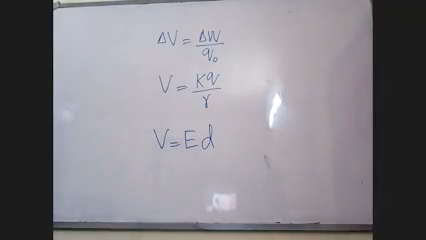 ΔV = ΔW/q₀
V = Kq/r
V = Ed